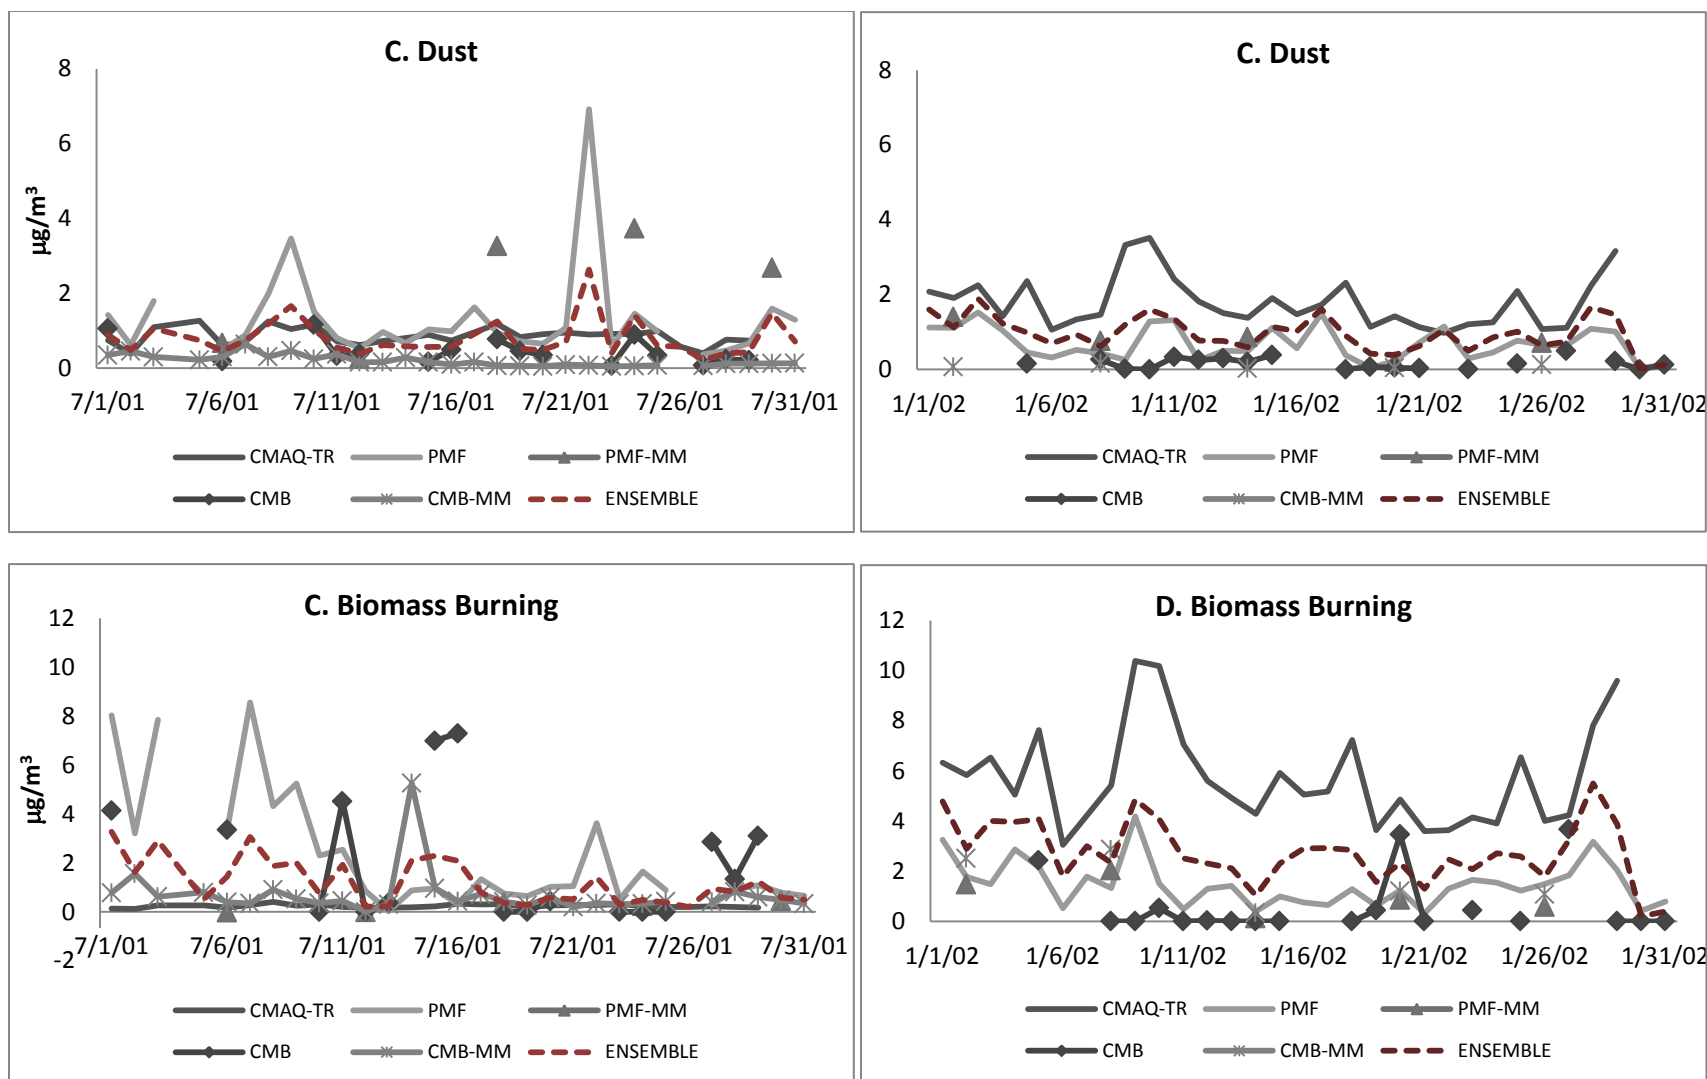 C. Dust
8
6
4
2
0
µg/m³
7/1/01 7/6/01 7/11/01 7/16/01 7/21/01 7/26/01 7/31/01
CMAQ-TR PMF PMF-MM
CMB CMB-MM ENSEMBLE
C. Dust
8
6
4
2
0
1/1/02 1/6/02 1/11/02 1/16/02 1/21/02 1/26/02 1/31/02
CMAQ-TR PMF PMF-MM
CMB CMB-MM ENSEMBLE
C. Biomass Burning
12
10
8
6
4
2
0
-2
µg/m³
7/1/01 7/6/01 7/11/01 7/16/01 7/21/01 7/26/01 7/31/01
CMAQ-TR PMF PMF-MM
CMB CMB-MM ENSEMBLE
D. Biomass Burning
12
10
8
6
4
2
0
1/1/02 1/6/02 1/11/02 1/16/02 1/21/02 1/26/02 1/31/02
CMAQ-TR PMF PMF-MM
CMB CMB-MM ENSEMBLE